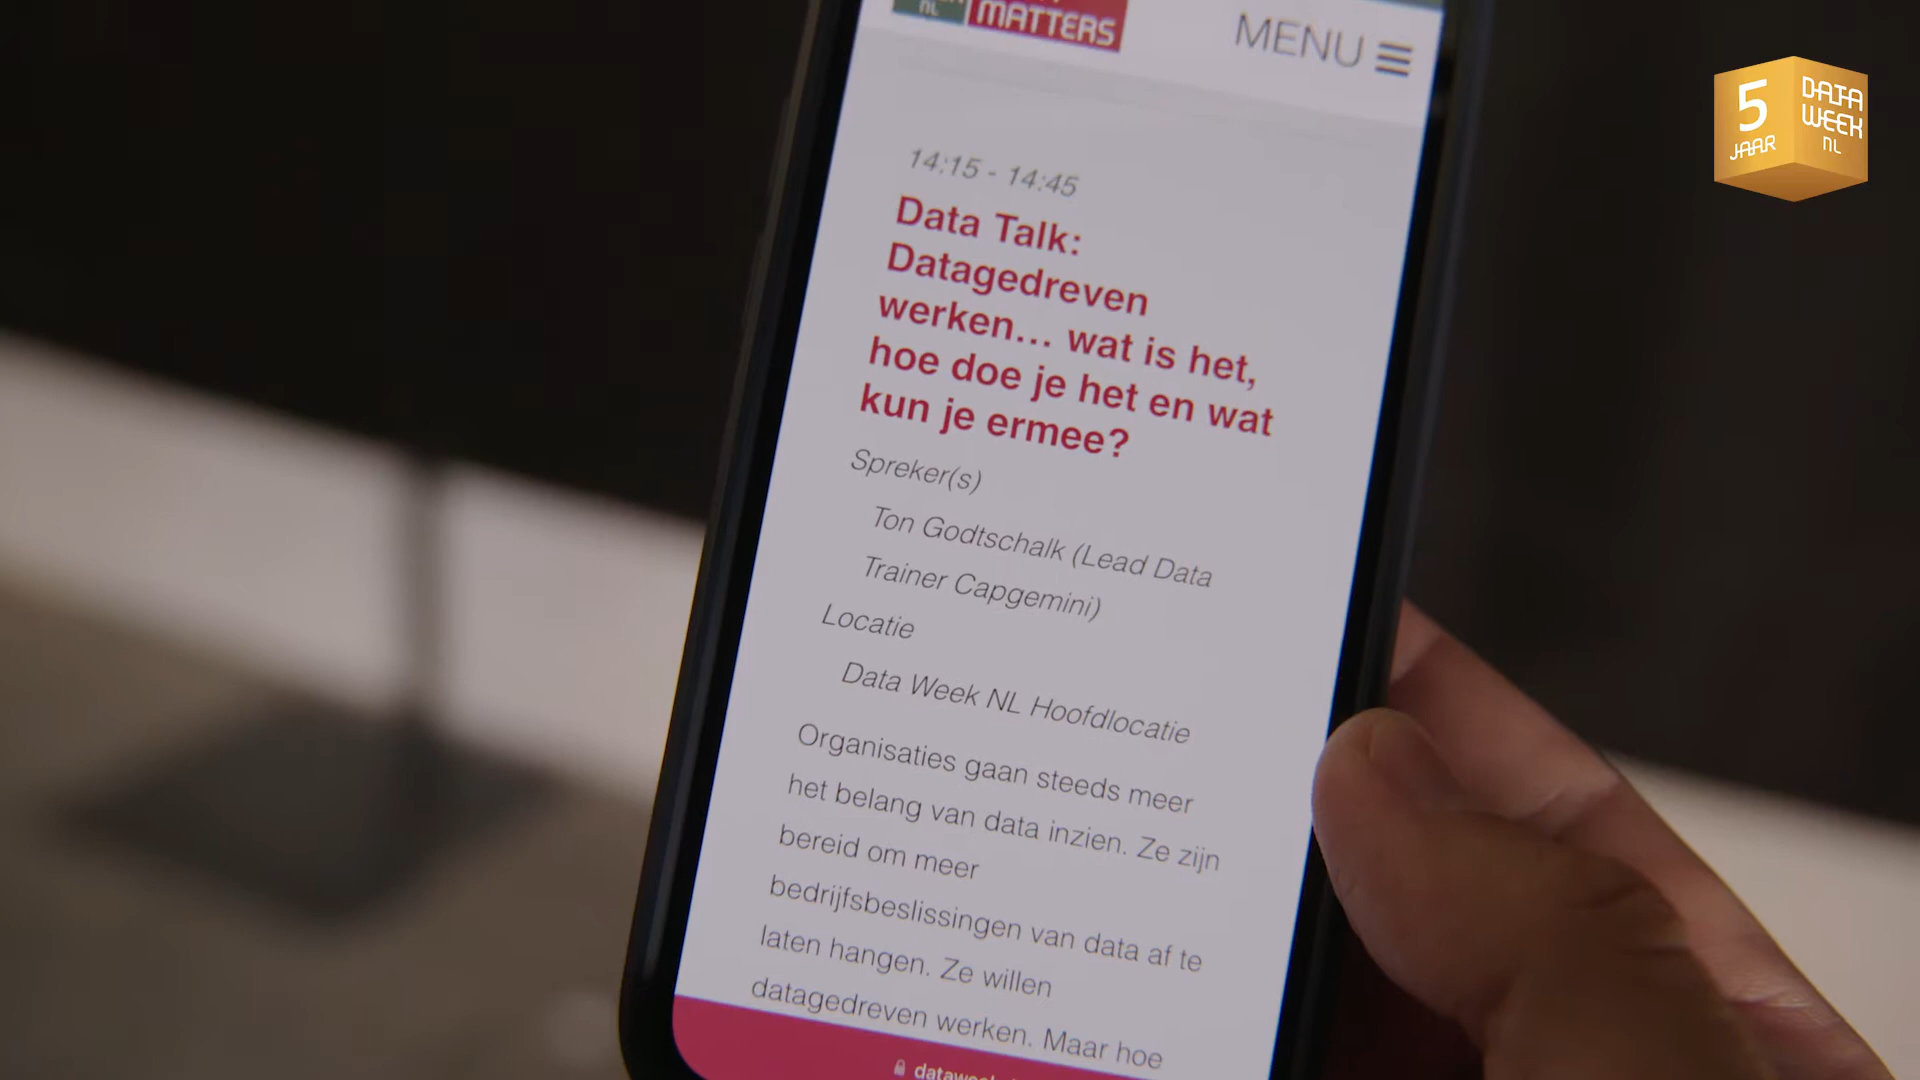 NL
MATTERS
MENU
14:15 - 14:45
Data Talk:
Datagedreven
werken... wat is het,
hoe doe je het en wat
kun je ermee?
Spreker(s)
Ton Godtschalk (Lead Data
Trainer Capgemini)
Locatie
Data Week NL Hoofdlocatie
Organisaties gaan steeds meer
het belang van data inzien. Ze zijn
bereid om meer
bedrijfsbeslissingen van data af te
laten hangen. Ze willen
datagedreven werken. Maar hoe
5
JAAR
DATA
WEEK
NL